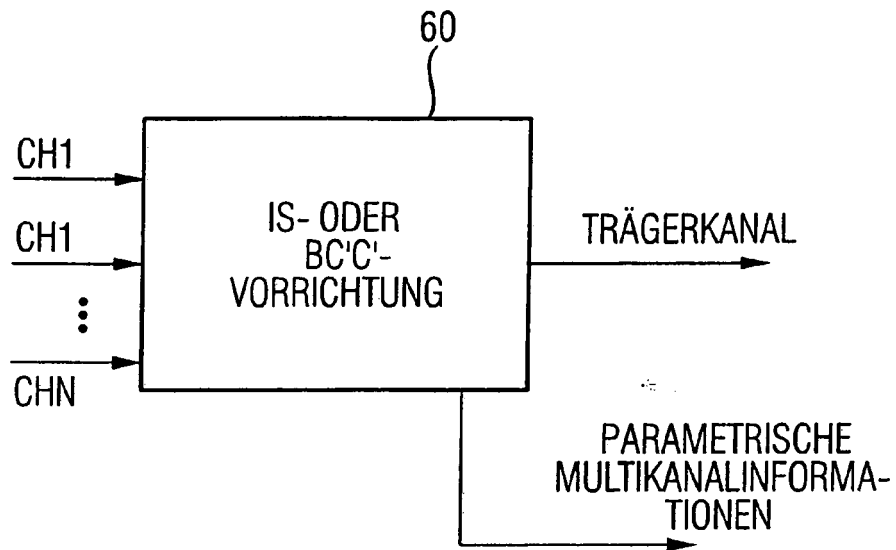 60
CH1
CH1
CHN
IS- ODER
BC'C'-
VORRICHTUNG
TRÄGERKANAL
PARAMETRISCHE
MULTIKANALINFORMA-
TIONEN